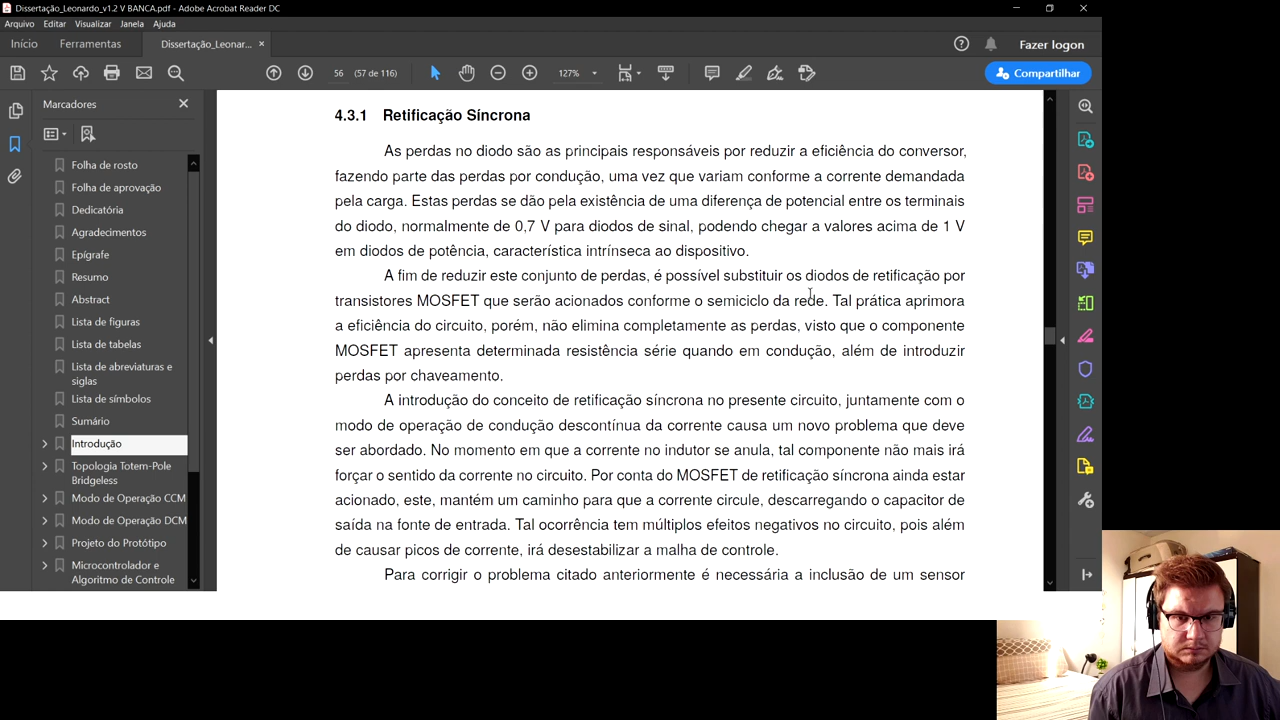 Dissertação_Leonardo_v1.2 V BANCA.pdf - Adobe Acrobat Reader DC
Arquivo Editar Visualizar Janela Ajuda
Início Ferramentas Dissertação_Leonar... × Fazer logon
56 (57 de 116) 127% Compartilhar
Marcadores
Folha de rosto
Folha de aprovação
Dedicatória
Agradecimentos
Epígrafe
Resumo
Abstract
Lista de figuras
Lista de tabelas
Lista de abreviaturas e
siglas
Lista de símbolos
Sumário
Introdução
Topologia Totem-Pole
Bridgeless
Modo de Operação CCM
Modo de Operação DCM
Projeto do Protótipo
Microcontrolador e
Algoritmo de Controle
4.3.1 Retificação Síncrona
As perdas no diodo são as principais responsáveis por reduzir a eficiência do conversor,
fazendo parte das perdas por condução, uma vez que variam conforme a corrente demandada
pela carga. Estas perdas se dão pela existência de uma diferença de potencial entre os terminais
do diodo, normalmente de 0,7 V para diodos de sinal, podendo chegar a valores acima de 1 V
em diodos de potência, característica intrínseca ao dispositivo.
A fim de reduzir este conjunto de perdas, é possível substituir os diodos de retificação por
transistores MOSFET que serão acionados conforme o semiciclo da rede. Tal prática aprimora
a eficiência do circuito, porém, não elimina completamente as perdas, visto que o componente
MOSFET apresenta determinada resistência série quando em condução, além de introduzir
perdas por chaveamento.
A introdução do conceito de retificação síncrona no presente circuito, juntamente com o
modo de operação de condução descontínua da corrente causa um novo problema que deve
ser abordado. No momento em que a corrente no indutor se anula, tal componente não mais irá
forçar o sentido da corrente no circuito. Por conta do MOSFET de retificação síncrona ainda estar
acionado, este, mantém um caminho para que a corrente circule, descarregando o capacitor de
saída na fonte de entrada. Tal ocorrência tem múltiplos efeitos negativos no circuito, pois além
de causar picos de corrente, irá desestabilizar a malha de controle.
Para corrigir o problema citado anteriormente é necessária a inclusão de um sensor